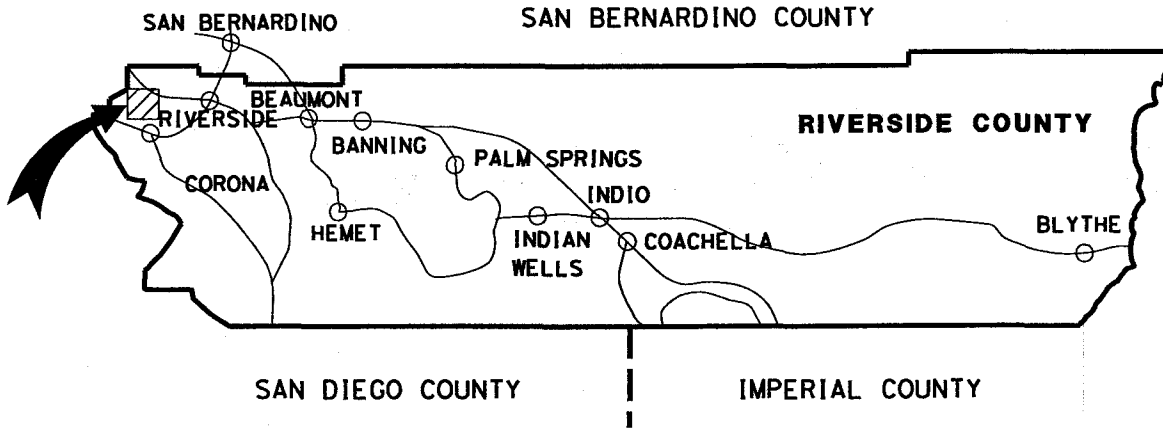 SAN BERNARDINO COUNTY
SAN BERNARDINO
BEAUMONT
RIVERSIDE
RIVERSIDE COUNTY
BANNING
PALM SPRINGS
CORONA
INDIO
HEMET
INDIAN
WELLS
COACHELLA
BLYTHE
SAN DIEGO COUNTY
IMPERIAL COUNTY